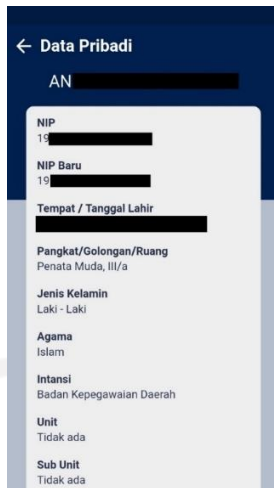 ← Data Pribadi
AN
NIP
19
NIP Baru
19
Tempat / Tanggal Lahir
Pangkat/Golongan/Ruang
Penata Muda, III/a
Jenis Kelamin
Laki - Laki
Agama
Islam
Intansi
Badan Kepegawaian Daerah
Unit
Tidak ada
Sub Unit
Tidak ada